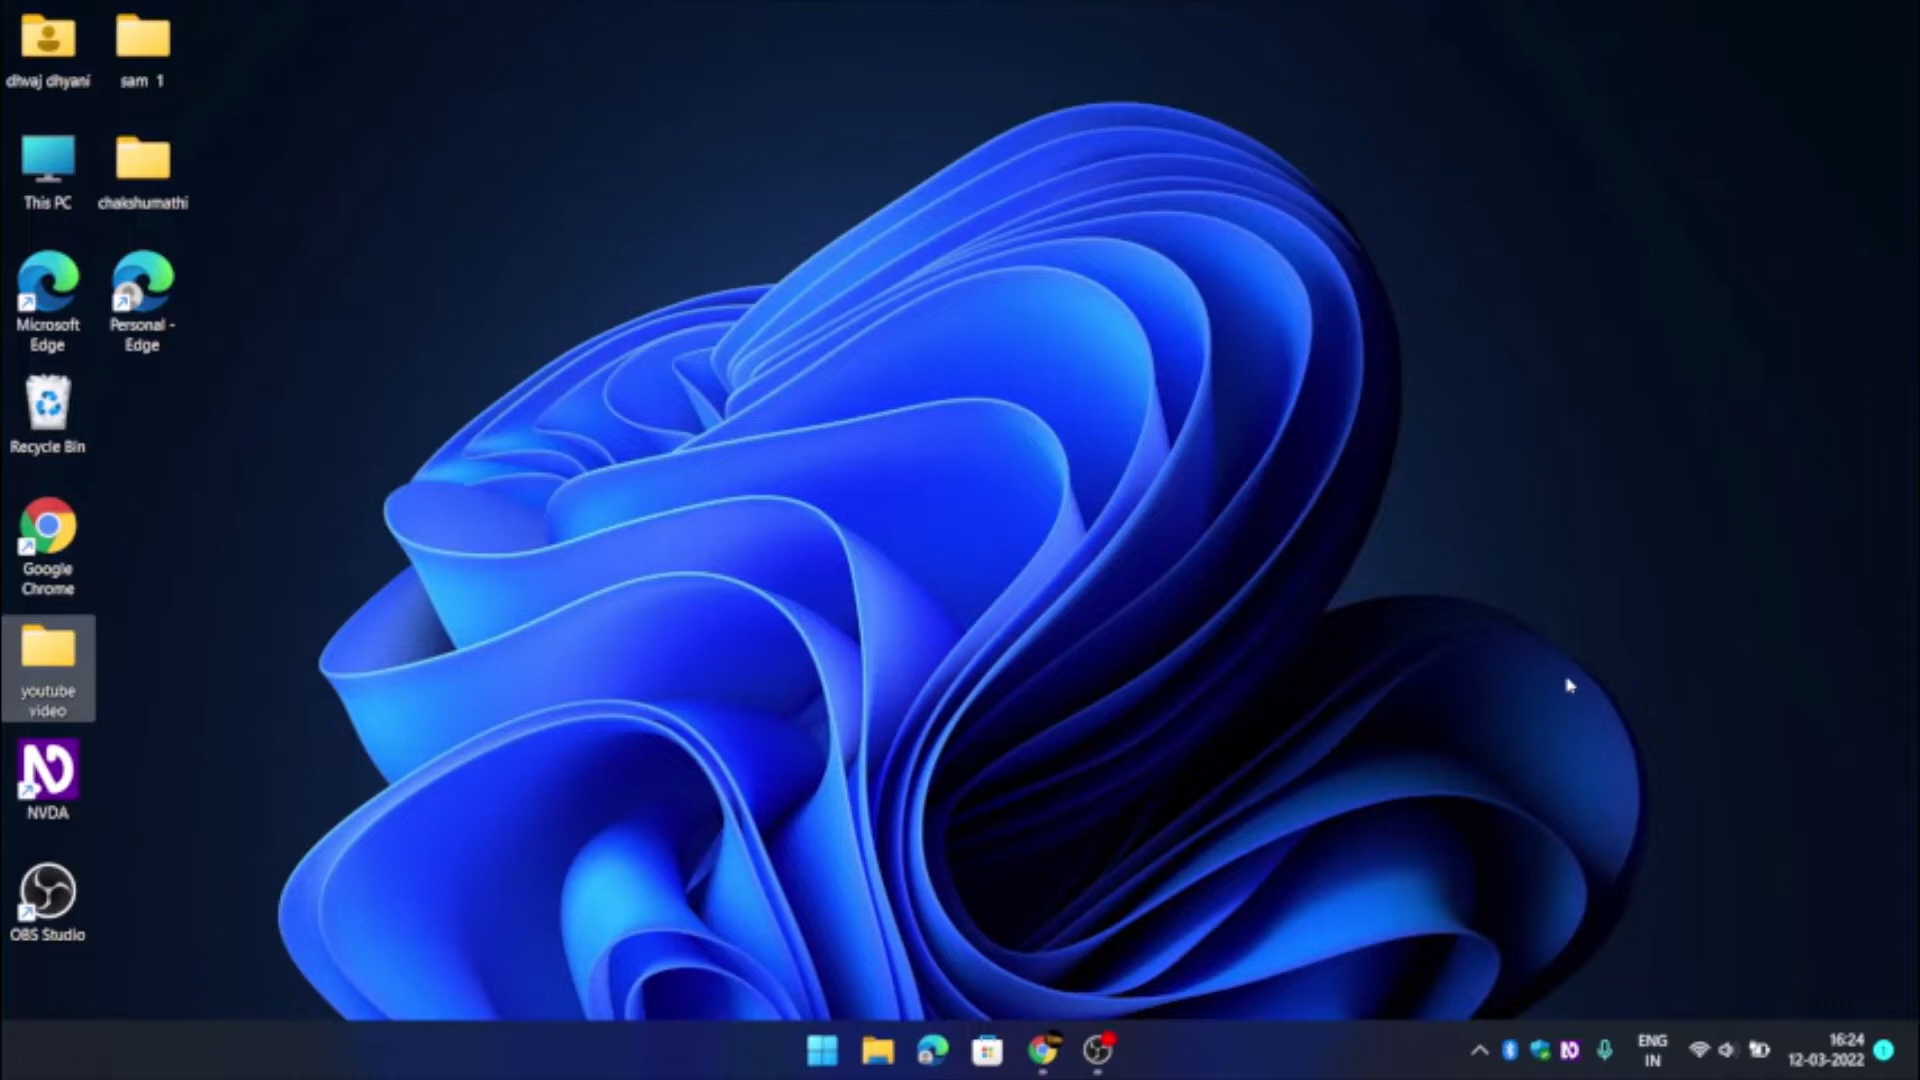 dhvaj dhyani
sam 1
This PC
chakshumathi
Microsoft
Edge
Personal -
Edge
Recycle Bin
Google
Chrome
youtube
video
NVDA
OBS Studio
ENG
IN
16:24
12-03-2022
1